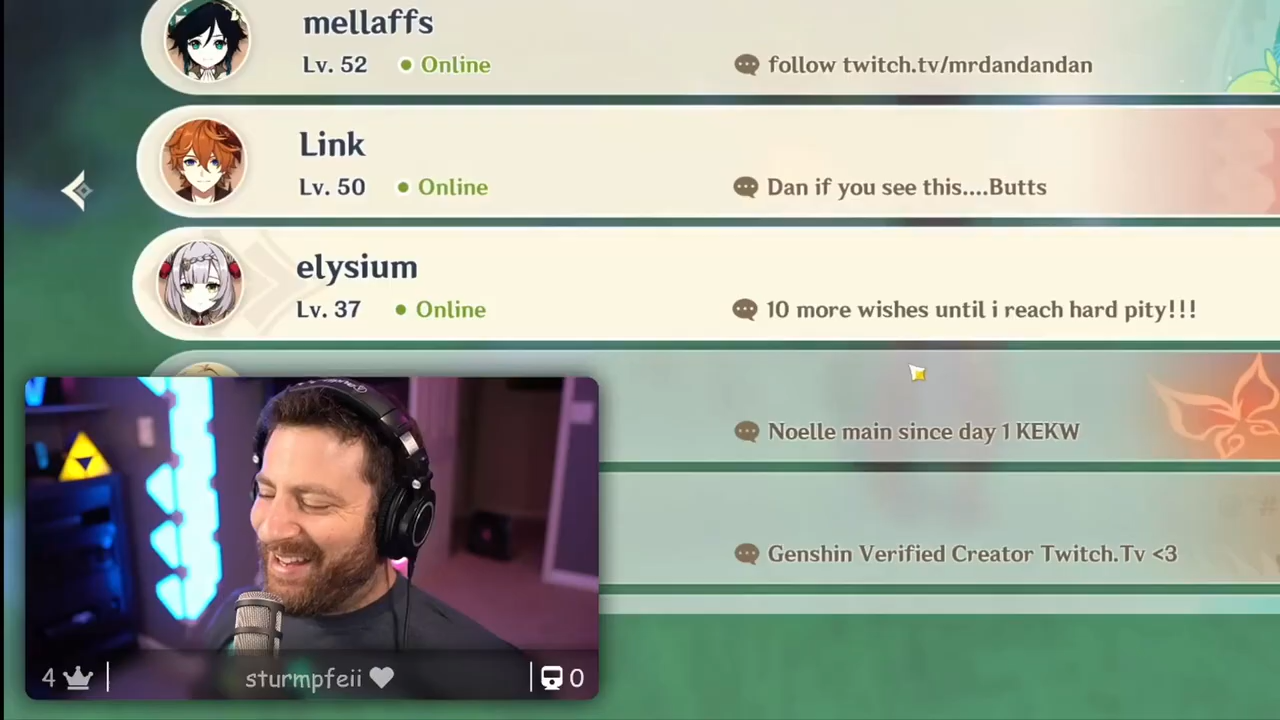 mellaffs
Lv. 52 Online
follow twitch.tv/mrdandandan
Link
Lv. 50 Online
Dan if you see this....Butts
elysium
Lv. 37 Online
10 more wishes until i reach hard pity!!!
Noelle main since day 1 KEKW
Genshin Verified Creator Twitch.Tv <3
4 sturmpfeii 0